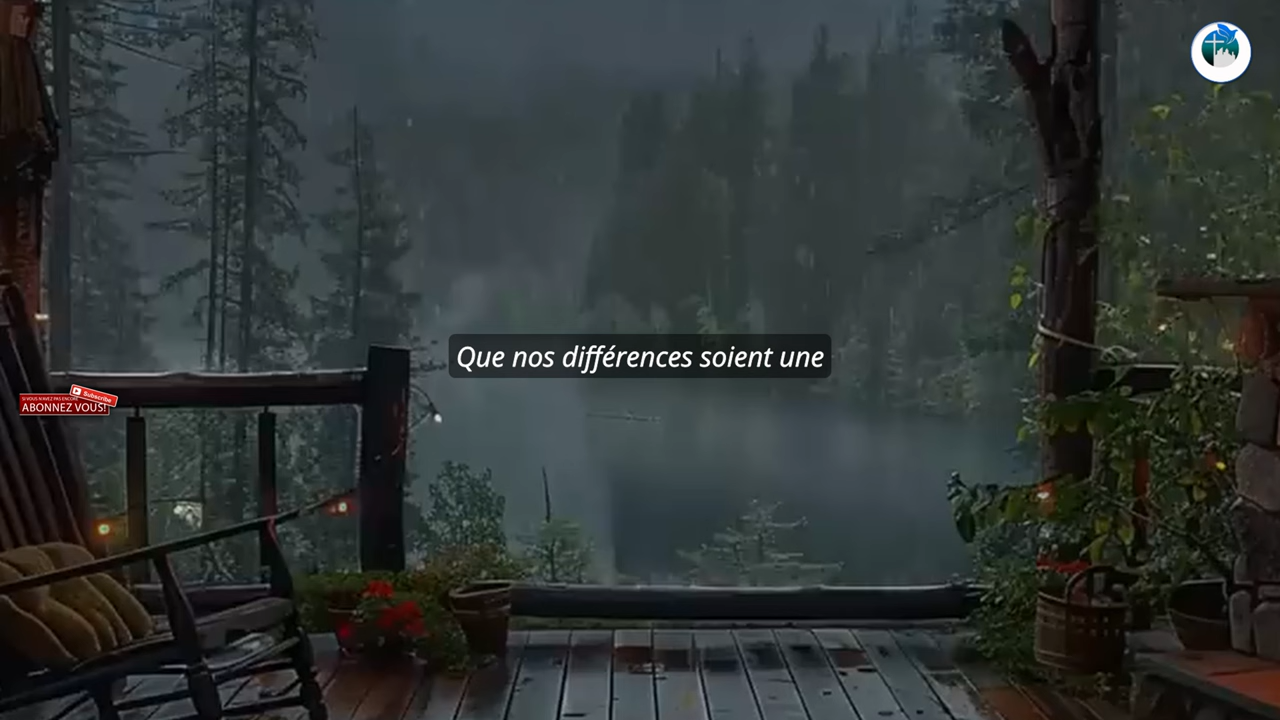 Que nos différences soient une
SI VOUS N'AVEZ PAS ENCORE
Subscribe
ABONNEZ VOUS!